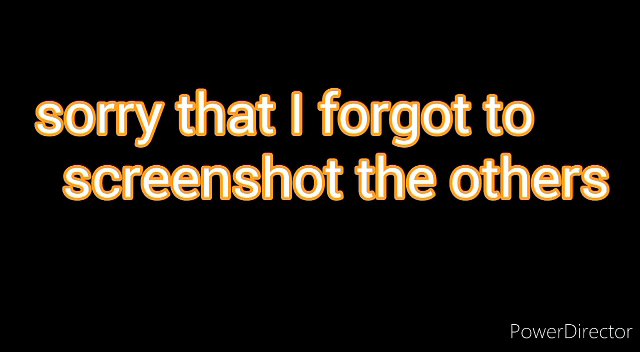 sorry that I forgot to
screenshot the others
PowerDirector